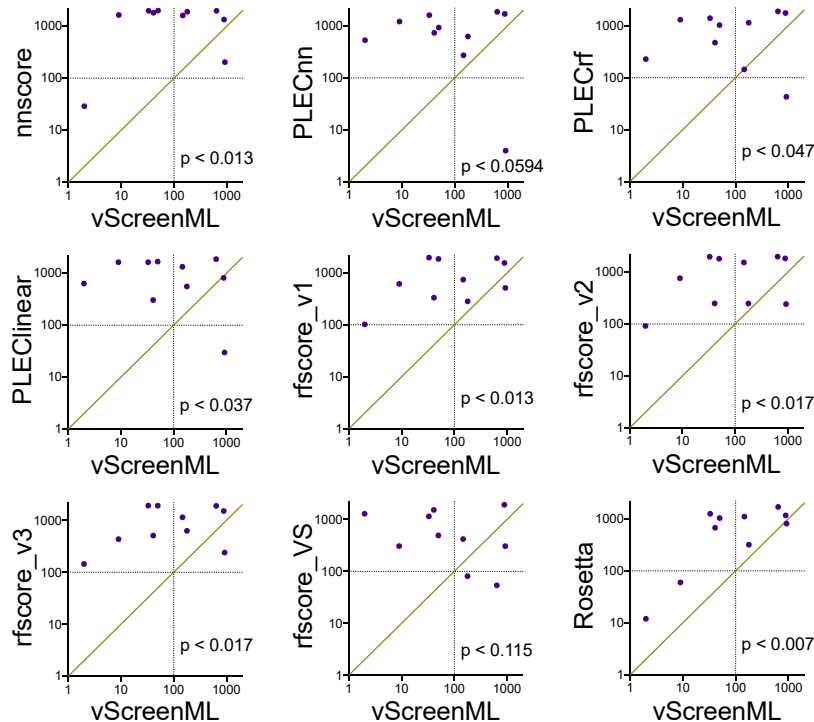 1000
100
10
1
nnscore
p < 0.013
1 10 100 1000
vScreenML
1000
100
10
1
PLECnn
p < 0.0594
1 10 100 1000
vScreenML
1000
100
10
1
PLECrf
p < 0.047
1 10 100 1000
vScreenML
1000
100
10
1
PLEClinear
p < 0.037
1 10 100 1000
vScreenML
1000
100
10
1
rfscore_v1
p < 0.013
1 10 100 1000
vScreenML
1000
100
10
1
rfscore_v2
p < 0.017
1 10 100 1000
vScreenML
1000
100
10
1
rfscore_v3
p < 0.017
1 10 100 1000
vScreenML
1000
100
10
1
rfscore_VS
p < 0.115
1 10 100 1000
vScreenML
1000
100
10
1
Rosetta
p < 0.007
1 10 100 1000
vScreenML